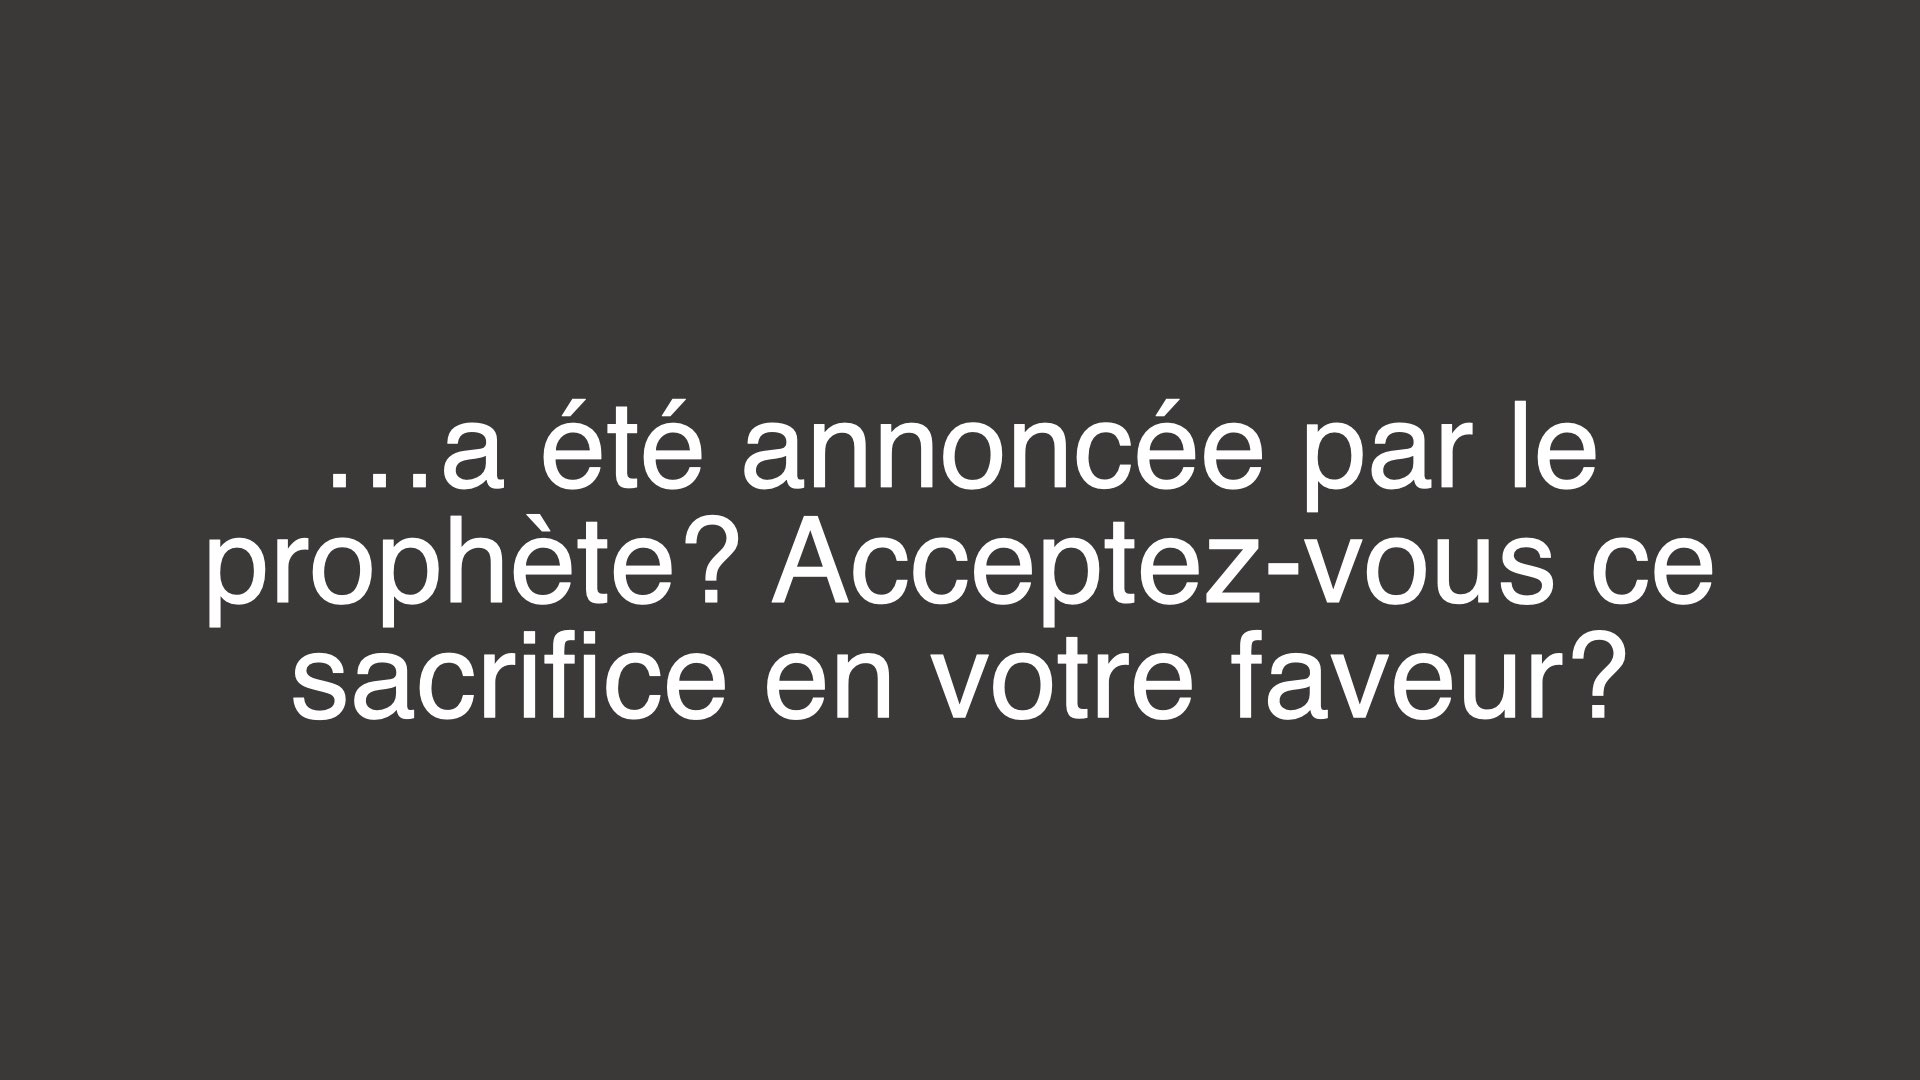 …a été annoncée par le
prophète? Acceptez-vous ce
sacrifice en votre faveur?